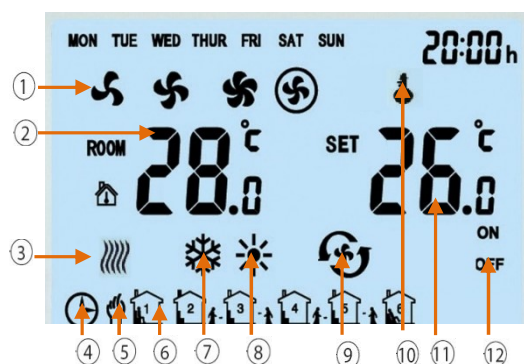 MON TUE WED THUR FRI SAT SUN 20:00 h
①
② ROOM 28.0 °C SET 26.0 °C
③ ON
OFF
1 2 3 4 5 6
④ ⑤ ⑥ ⑦ ⑧ ⑨ ⑩ ⑪ ⑫